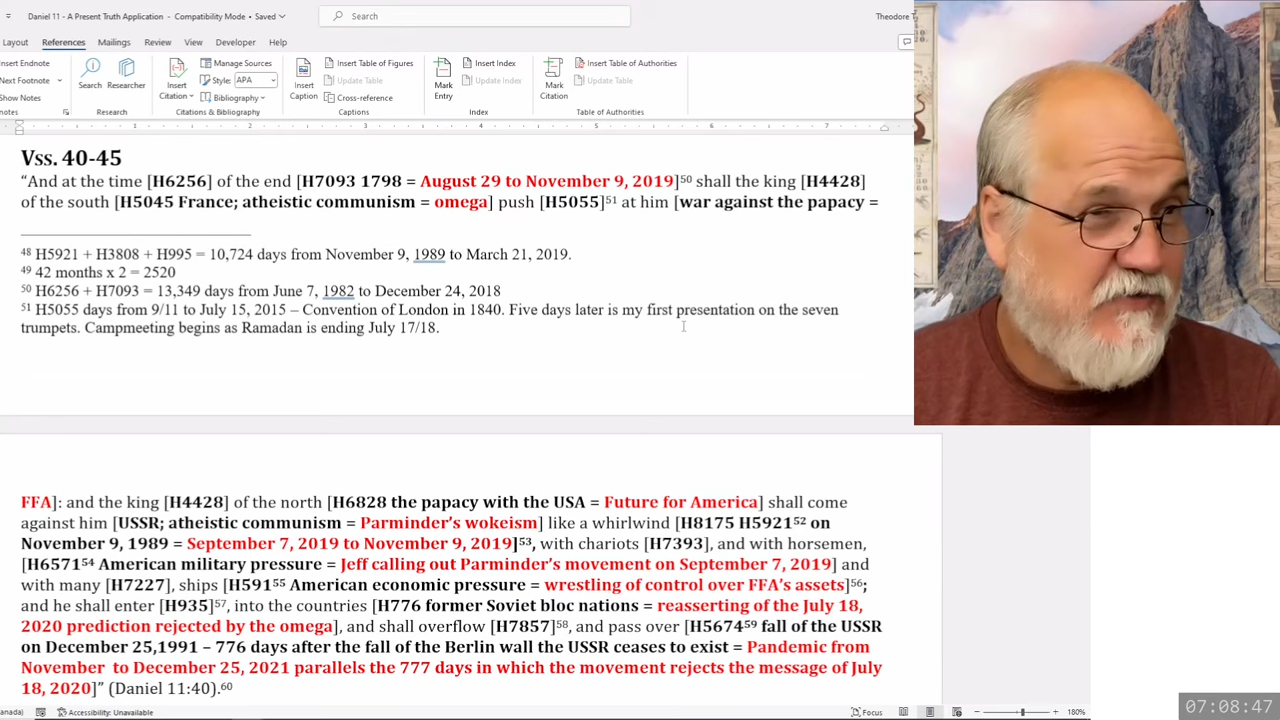 Daniel 11 - A Present Truth Application - Compatibility Mode • Saved
Search
Theodore T
Layout References Mailings Review View Developer Help
Insert Endnote
Next Footnote
Show Notes
Search
Researcher
Research
Insert Citation
Manage Sources
Style: APA
Bibliography
Citations & Bibliography
Insert Caption
Insert Table of Figures
Update Table
Cross-reference
Captions
Mark Entry
Insert Index
Update Index
Index
Mark Citation
Insert Table of Authorities
Update Table
Table of Authorities
notes
1 2 3 4 5 6 7
Vss. 40-45
“And at the time [H6256] of the end [H7093 1798 = August 29 to November 9, 2019]50 shall the king [H4428]
of the south [H5045 France; atheistic communism = omega] push [H5055]51 at him [war against the papacy =
48 H5921 + H3808 + H995 = 10,724 days from November 9, 1989 to March 21, 2019.
49 42 months x 2 = 2520
50 H6256 + H7093 = 13,349 days from June 7, 1982 to December 24, 2018
51 H5055 days from 9/11 to July 15, 2015 – Convention of London in 1840. Five days later is my first presentation on the seven
trumpets. Campmeeting begins as Ramadan is ending July 17/18.
FFA]: and the king [H4428] of the north [H6828 the papacy with the USA = Future for America] shall come
against him [USSR; atheistic communism = Parminder’s wokeism] like a whirlwind [H8175 H592152 on
November 9, 1989 = September 7, 2019 to November 9, 2019]53, with chariots [H7393], and with horsemen,
[H657154 American military pressure = Jeff calling out Parminder’s movement on September 7, 2019] and
with many [H7227], ships [H59155 American economic pressure = wrestling of control over FFA’s assets]56;
and he shall enter [H935]57, into the countries [H776 former Soviet bloc nations = reasserting of the July 18,
2020 prediction rejected by the omega], and shall overflow [H7857]58, and pass over [H567459 fall of the USSR
on December 25,1991 – 776 days after the fall of the Berlin wall the USSR ceases to exist = Pandemic from
November to December 25, 2021 parallels the 777 days in which the movement rejects the message of July
18, 2020]” (Daniel 11:40).60
anada)
Accessibility: Unavailable
Focus
180%
07:08:47